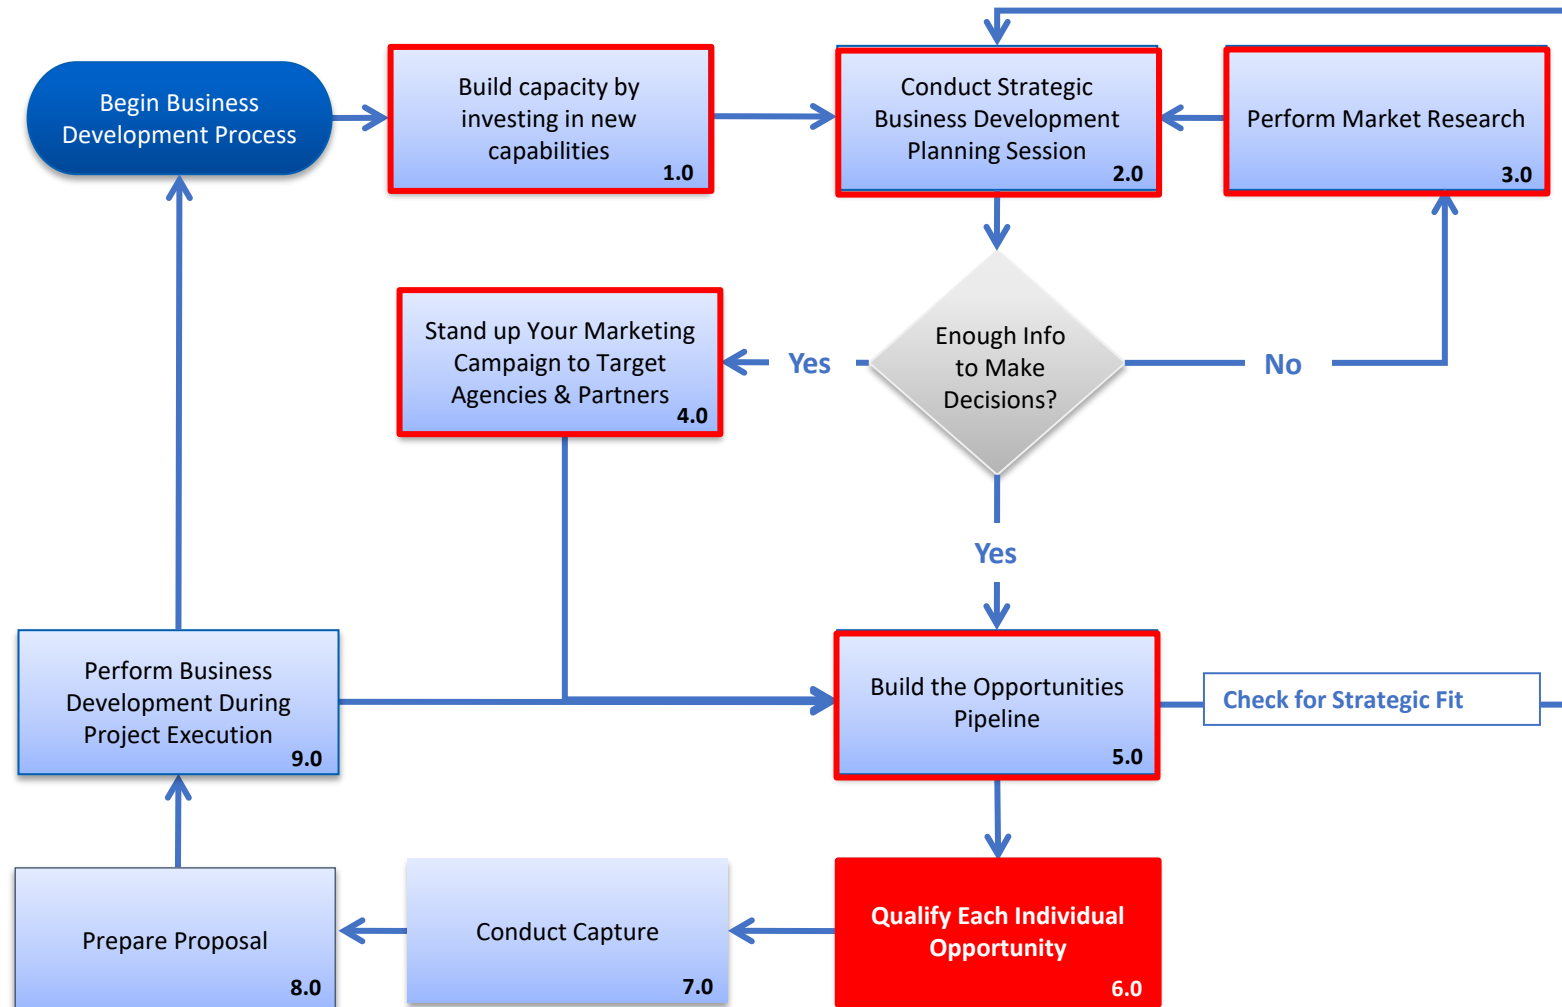 Begin Business
Development Process
Build capacity by
investing in new
capabilities
1.0
Conduct Strategic
Business Development
Planning Session
2.0
Perform Market Research
3.0
Stand up Your Marketing
Campaign to Target
Agencies & Partners
4.0
Yes
Enough Info
to Make
Decisions?
No
Yes
Perform Business
Development During
Project Execution
9.0
Build the Opportunities
Pipeline
5.0
Check for Strategic Fit
Prepare Proposal
8.0
Conduct Capture
7.0
Qualify Each Individual
Opportunity
6.0